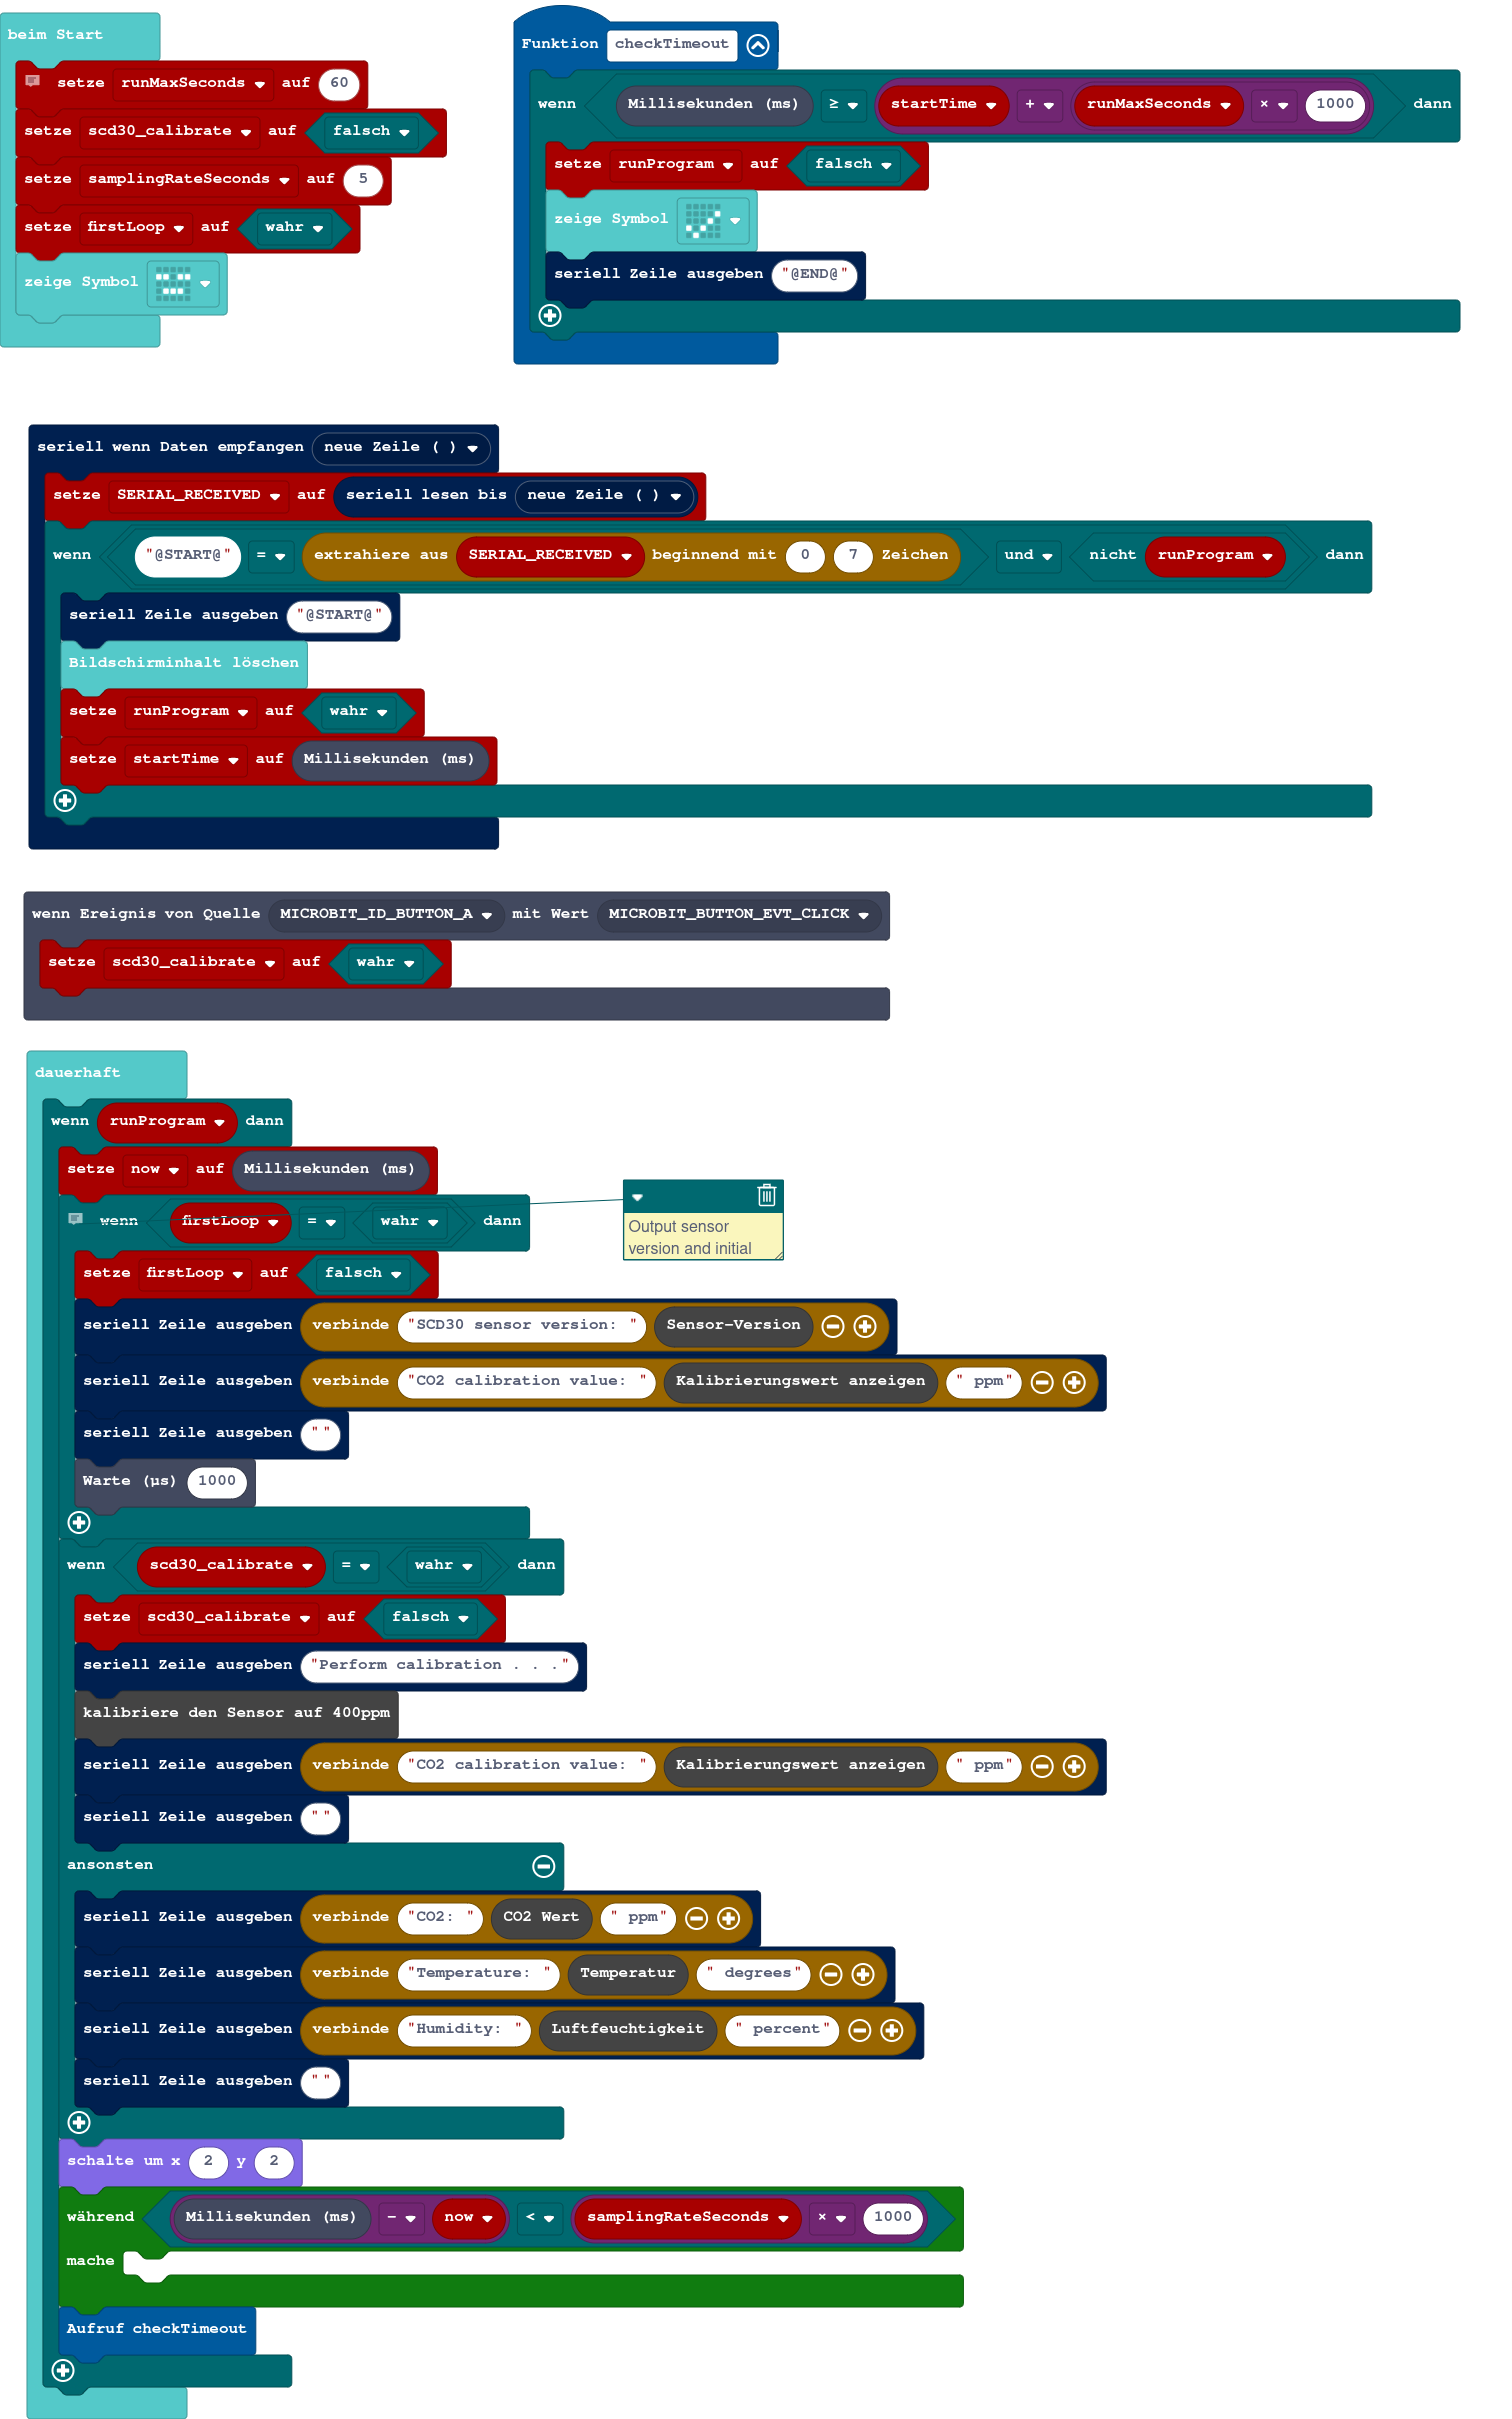 beim Start
setze runMaxSeconds auf 60
setze scd30_calibrate auf falsch
setze samplingRateSeconds auf 5
setze firstLoop auf wahr
zeige Symbol
Funktion checkTimeout
wenn Millisekunden (ms) ≥ startTime + runMaxSeconds × 1000 dann
setze runProgram auf falsch
zeige Symbol
seriell Zeile ausgeben "@END@"
seriell wenn Daten empfangen neue Zeile ( )
setze SERIAL_RECEIVED auf seriell lesen bis neue Zeile ( )
wenn "@START@" = extrahiere aus SERIAL_RECEIVED beginnend mit 0 7 Zeichen und nicht runProgram dann
seriell Zeile ausgeben "@START@"
Bildschirminhalt löschen
setze runProgram auf wahr
setze startTime auf Millisekunden (ms)
wenn Ereignis von Quelle MICROBIT_ID_BUTTON_A mit Wert MICROBIT_BUTTON_EVT_CLICK
setze scd30_calibrate auf wahr
dauerhaft
wenn runProgram dann
setze now auf Millisekunden (ms)
wenn firstLoop = wahr dann
Output sensor
version and initial
setze firstLoop auf falsch
seriell Zeile ausgeben verbinde "SCD30 sensor version: " Sensor-Version
seriell Zeile ausgeben verbinde "CO2 calibration value: " Kalibrierungswert anzeigen " ppm"
seriell Zeile ausgeben " "
Warte (µs) 1000
wenn scd30_calibrate = wahr dann
setze scd30_calibrate auf falsch
seriell Zeile ausgeben "Perform calibration . . ."
kalibriere den Sensor auf 400ppm
seriell Zeile ausgeben verbinde "CO2 calibration value: " Kalibrierungswert anzeigen " ppm"
seriell Zeile ausgeben " "
ansonsten
seriell Zeile ausgeben verbinde "CO2: " CO2 Wert " ppm"
seriell Zeile ausgeben verbinde "Temperature: " Temperatur " degrees"
seriell Zeile ausgeben verbinde "Humidity: " Luftfeuchtigkeit " percent"
seriell Zeile ausgeben " "
schalte um x 2 y 2
während Millisekunden (ms) - now < samplingRateSeconds × 1000
mache
Aufruf checkTimeout